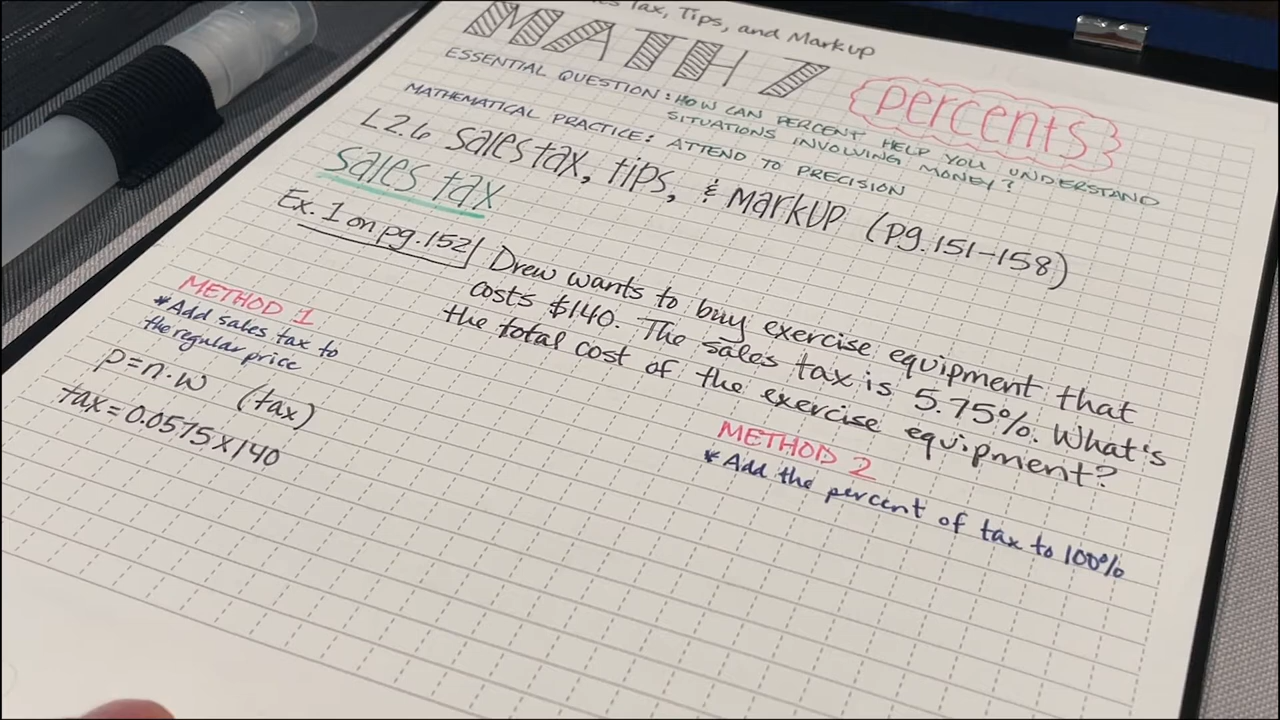 Tax, Tips, and Markup
MATH 7
percents
ESSENTIAL QUESTION: HOW CAN PERCENT HELP YOU UNDERSTAND
SITUATIONS INVOLVING MONEY?
MATHEMATICAL PRACTICE: ATTEND TO PRECISION
L2.6 sales tax, tips, & MARKUP (pg. 151-158)
sales tax
Ex. 1 on pg. 152
Drew wants to buy exercise equipment that
costs $140. The sales tax is 5.75%. What's
the total cost of the exercise equipment?
METHOD 1
*Add sales tax to
the regular price
p=n·w (tax)
tax=0.0575×140
METHOD 2
*Add the percent of tax to 100%